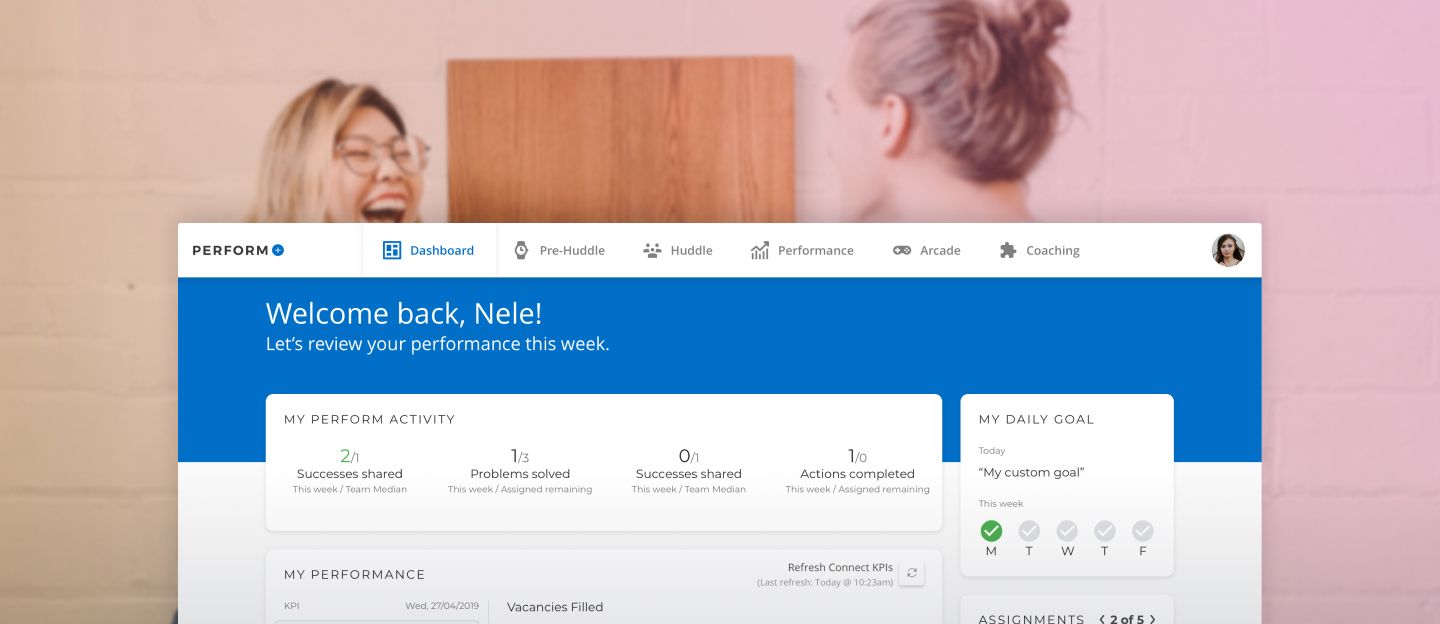 PERFORM+
Dashboard
Pre-Huddle
Huddle
Performance
Arcade
Coaching
Welcome back, Nele!
Let’s review your performance this week.
MY PERFORM ACTIVITY
2/1
Successes shared
This week / Team Median
1/3
Problems solved
This week / Assigned remaining
0/1
Successes shared
This week / Team Median
1/0
Actions completed
This week / Assigned remaining
MY DAILY GOAL
Today
“My custom goal”
This week
M T W T F
MY PERFORMANCE
Refresh Connect KPIs
(Last refresh: Today @ 10:23am)
KPI
Wed, 27/04/2019
Vacancies Filled
ASSIGNMENTS
2 of 5